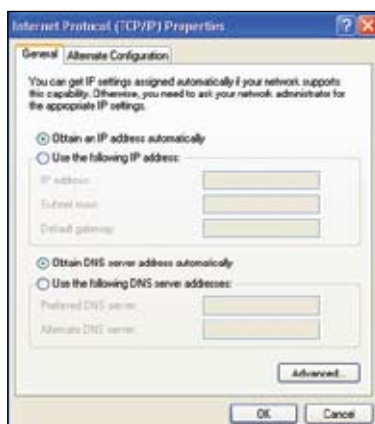 Internet Protocol (TCP/IP) Properties
General
Alternate Configuration
You can get IP settings assigned automatically if your network supports
this capability. Otherwise, you need to ask your network administrator for
the appropriate IP settings.
Obtain an IP address automatically
Use the following IP address:
IP address:
Subnet mask:
Default gateway:
Obtain DNS server address automatically
Use the following DNS server addresses:
Preferred DNS server:
Alternate DNS server:
Advanced...
OK
Cancel